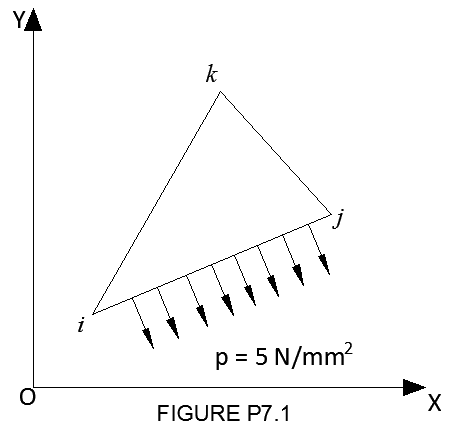 Y
k
j
i
p = 5 N/mm²
O
X
FIGURE P7.1